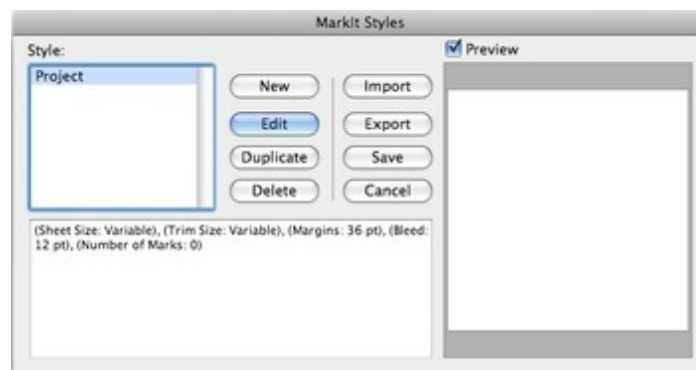 MarkIt Styles
Style:
Preview
Project
New
Import
Edit
Export
Duplicate
Save
Delete
Cancel
(Sheet Size: Variable), (Trim Size: Variable), (Margins: 36 pt), (Bleed:
12 pt), (Number of Marks: 0)